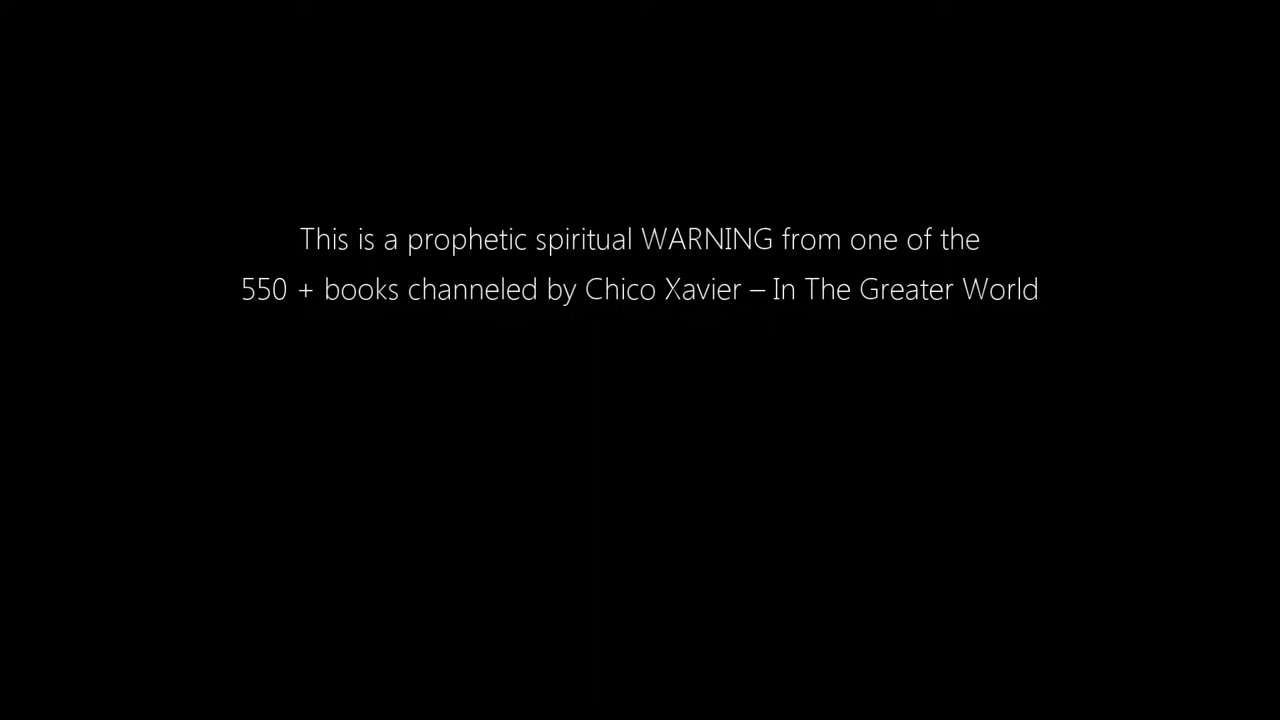 This is a prophetic spiritual WARNING from one of the
550 + books channeled by Chico Xavier – In The Greater World